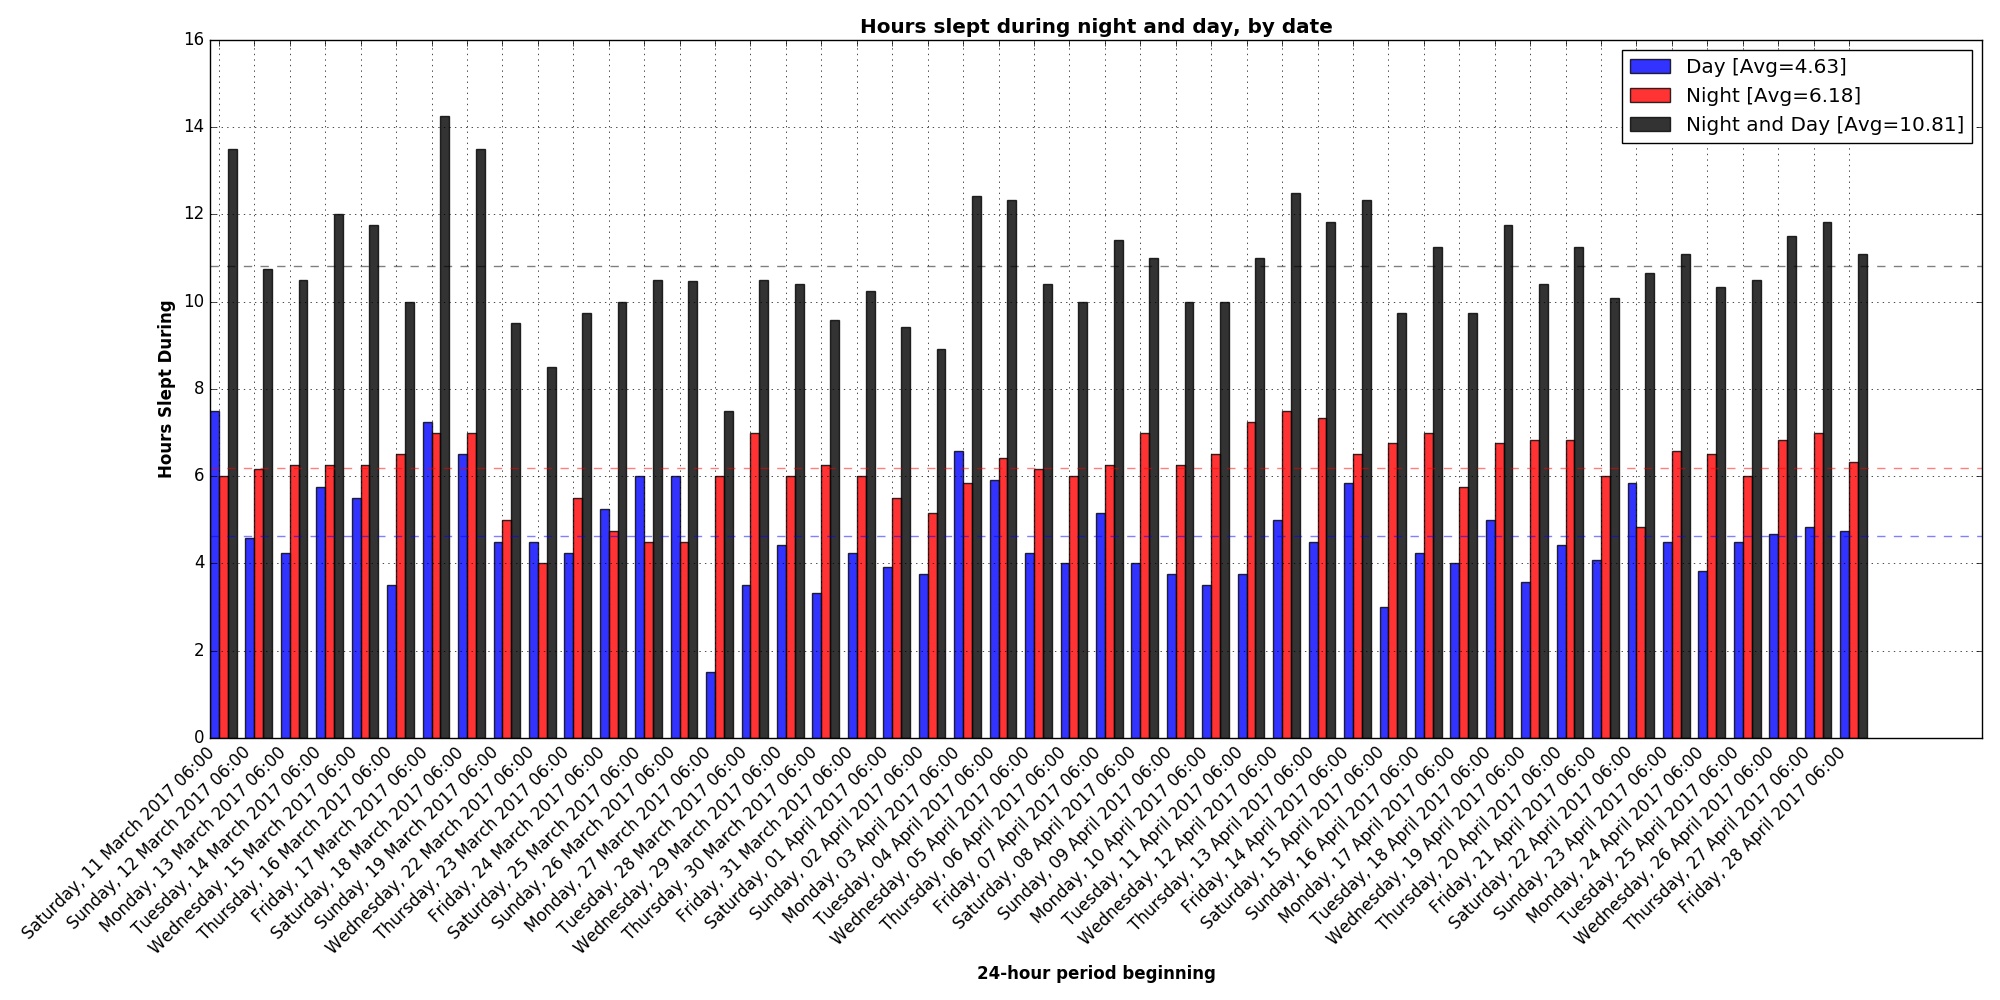 Hours slept during night and day, by date
16
14
12
10
8
6
4
2
0
Hours Slept During
Day [Avg=4.63]
Night [Avg=6.18]
Night and Day [Avg=10.81]
Saturday, 11 March 2017 06:00
Sunday, 12 March 2017 06:00
Monday, 13 March 2017 06:00
Tuesday, 14 March 2017 06:00
Wednesday, 15 March 2017 06:00
Thursday, 16 March 2017 06:00
Friday, 17 March 2017 06:00
Saturday, 18 March 2017 06:00
Sunday, 19 March 2017 06:00
Wednesday, 22 March 2017 06:00
Thursday, 23 March 2017 06:00
Friday, 24 March 2017 06:00
Saturday, 25 March 2017 06:00
Sunday, 26 March 2017 06:00
Monday, 27 March 2017 06:00
Tuesday, 28 March 2017 06:00
Wednesday, 29 March 2017 06:00
Thursday, 30 March 2017 06:00
Friday, 31 March 2017 06:00
Saturday, 01 April 2017 06:00
Sunday, 02 April 2017 06:00
Monday, 03 April 2017 06:00
Tuesday, 04 April 2017 06:00
Wednesday, 05 April 2017 06:00
Thursday, 06 April 2017 06:00
Friday, 07 April 2017 06:00
Saturday, 08 April 2017 06:00
Sunday, 09 April 2017 06:00
Monday, 10 April 2017 06:00
Tuesday, 11 April 2017 06:00
Wednesday, 12 April 2017 06:00
Thursday, 13 April 2017 06:00
Friday, 14 April 2017 06:00
Saturday, 15 April 2017 06:00
Sunday, 16 April 2017 06:00
Monday, 17 April 2017 06:00
Tuesday, 18 April 2017 06:00
Wednesday, 19 April 2017 06:00
Thursday, 20 April 2017 06:00
Friday, 21 April 2017 06:00
Saturday, 22 April 2017 06:00
Sunday, 23 April 2017 06:00
Monday, 24 April 2017 06:00
Tuesday, 25 April 2017 06:00
Wednesday, 26 April 2017 06:00
Thursday, 27 April 2017 06:00
Friday, 28 April 2017 06:00
24-hour period beginning